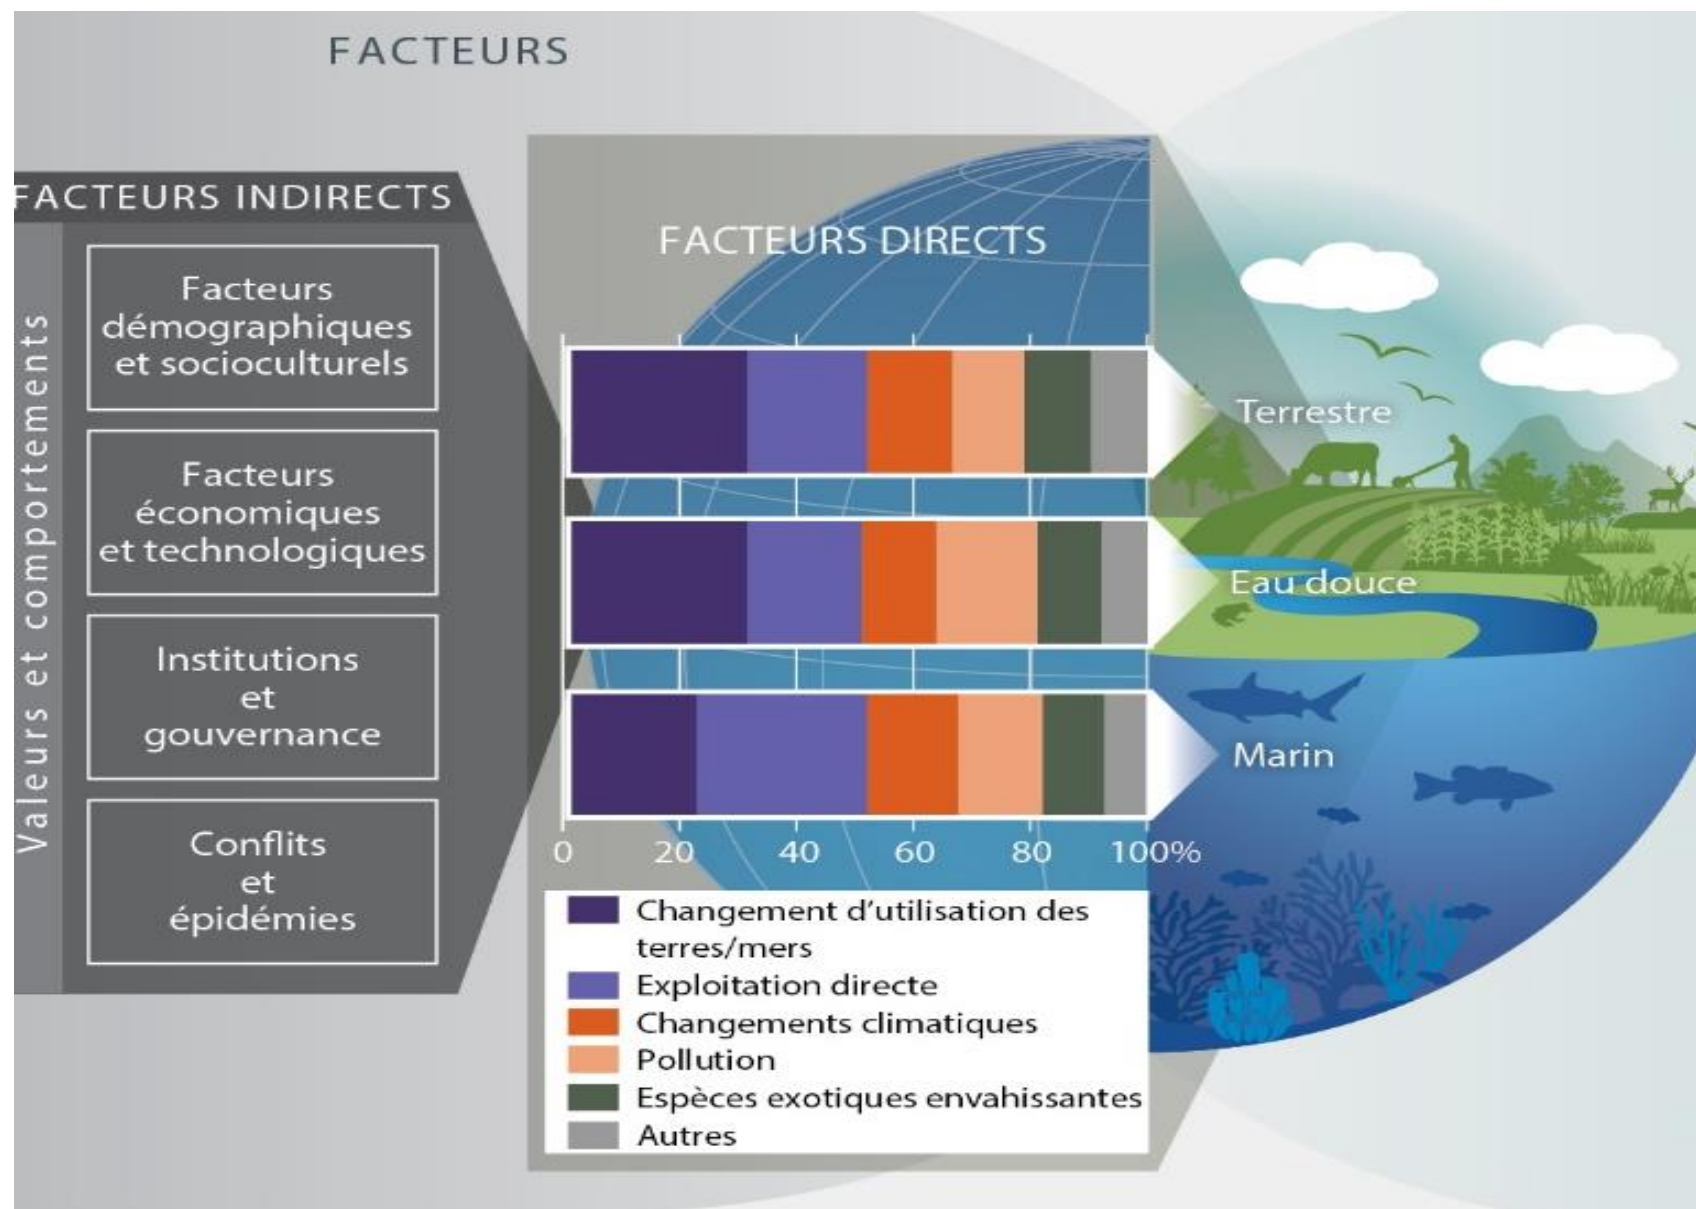 FACTEURS
FACTEURS INDIRECTS
Valeurs et comportements
Facteurs
démographiques
et socioculturels
Facteurs
économiques
et technologiques
Institutions
et
gouvernance
Conflits
et
épidémies
FACTEURS DIRECTS
Terrestre
Eau douce
Marin
0 20 40 60 80 100%
Changement d’utilisation des
terres/mers
Exploitation directe
Changements climatiques
Pollution
Espèces exotiques envahissantes
Autres